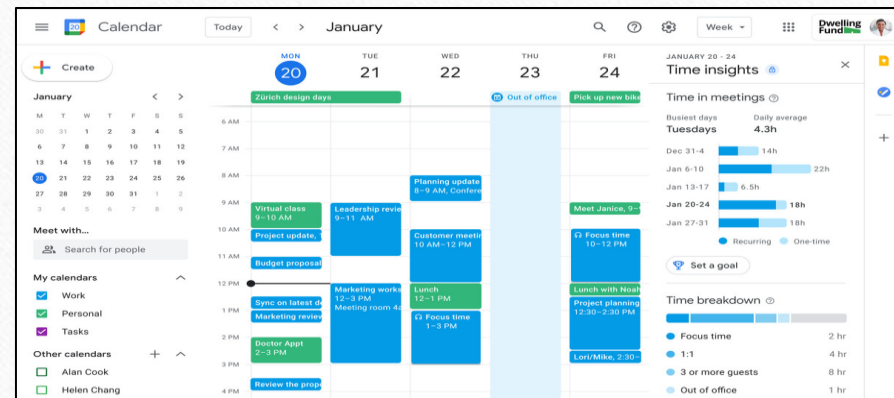 20
Calendar
Today
<
>
January
Week
Dwelling
Fund
Create
January
<
>
M T W T F S S
30 31 1 2 3 4 5
6 7 8 9 10 11 12
13 14 15 16 17 18 19
20 21 22 23 24 25 26
27 28 29 30 31 1 2
3 4 5 6 7 8 9
Meet with...
Search for people
My calendars
Work
Personal
Tasks
Other calendars
Alan Cook
Helen Chang
MON
20
TUE
21
WED
22
THU
23
FRI
24
Zürich design days
Out of office
Pick up new bike
6 AM
7 AM
8 AM
9 AM
10 AM
11 AM
12 PM
1 PM
2 PM
3 PM
4 PM
Virtual class
9–10 AM
Project update,
Budget proposal
Sync on latest de
Marketing review
Doctor Appt
2–3 PM
Review the prop
Leadership revie
9–11 AM
Marketing works
12–3 PM
Meeting room 4a
Planning update
8–9 AM, Confere
Customer meetin
10 AM–12 PM
Lunch
12–1 PM
Focus time
1–3 PM
Meet Janice, 9–
Focus time
10–12 PM
Lunch with Noah
Project planning
12:30–2:30 PM
Lori/Mike, 2:30–
JANUARY 20 - 24
Time insights
Time in meetings
Busiest days
Tuesdays
Daily average
4.3h
Dec 31-4 14h
Jan 6-10 22h
Jan 13-17 6.5h
Jan 20-24 18h
Jan 27-31 18h
Recurring One-time
Set a goal
Time breakdown
Focus time 2 hr
1:1 4 hr
3 or more guests 8 hr
Out of office 1 hr